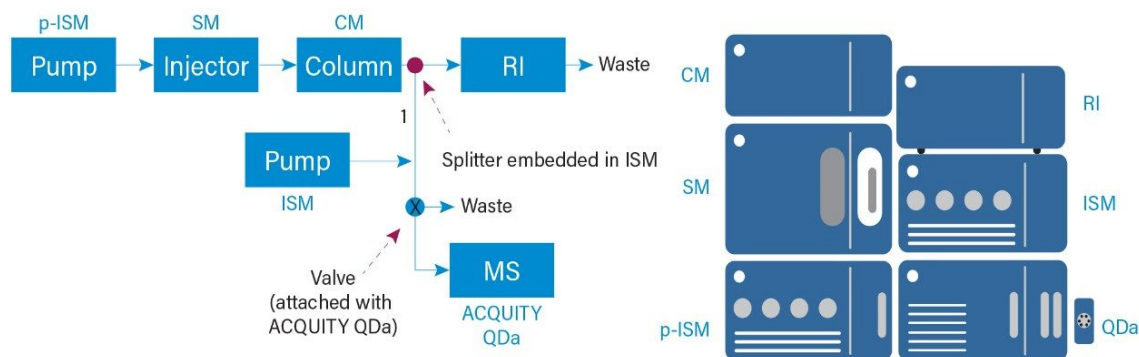 p-ISM
SM
CM
Pump
Injector
Column
RI
Waste
1
Pump
ISM
Splitter embedded in ISM
X
Waste
Valve
(attached with
ACQUITY QDa)
MS
ACQUITY
QDa
CM
RI
SM
ISM
p-ISM
QDa